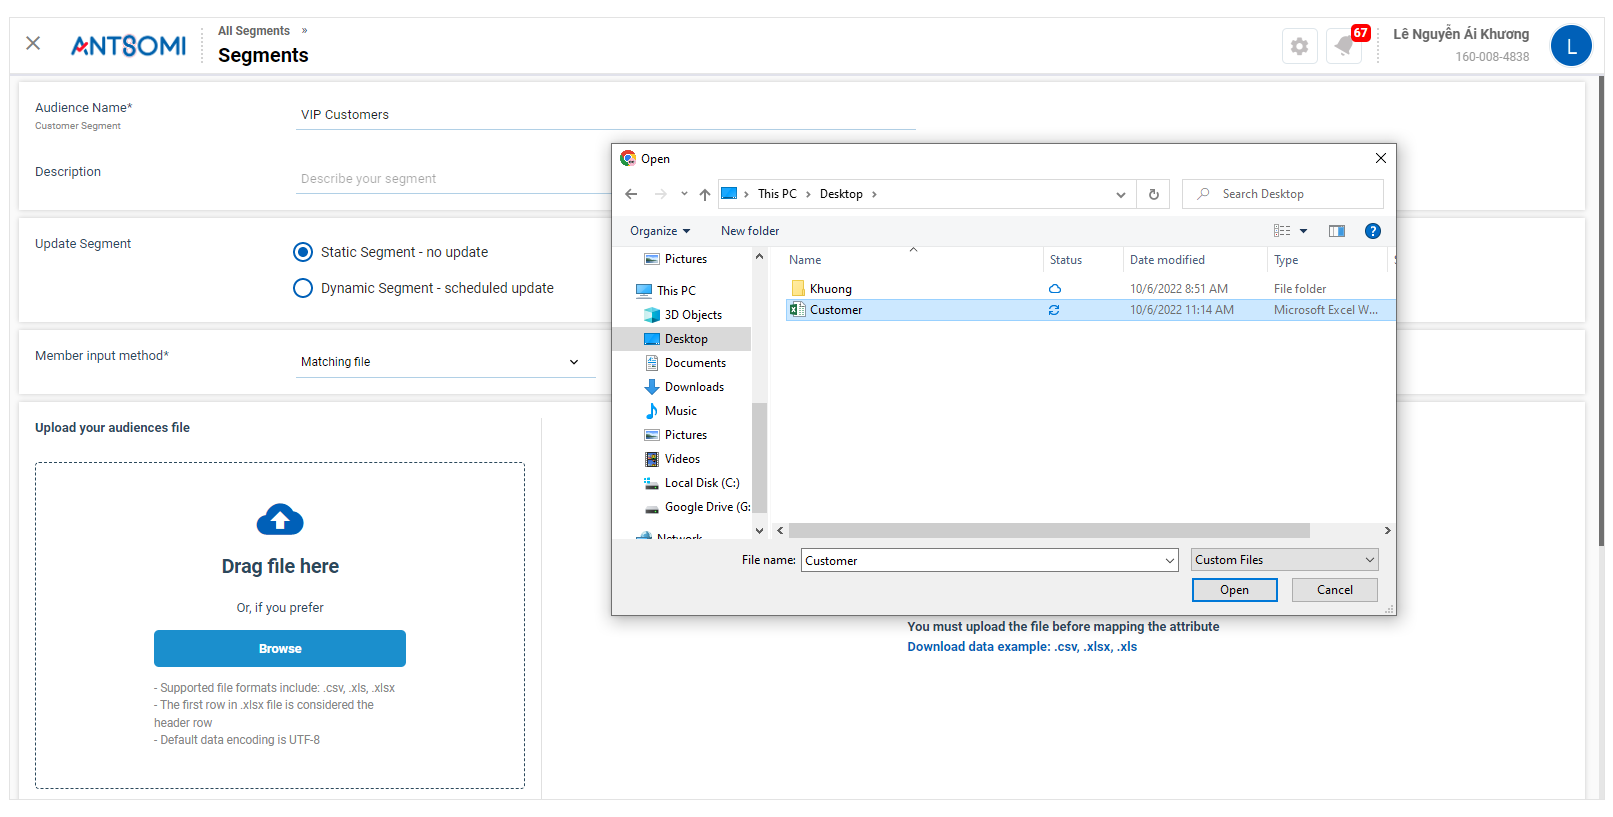 ANTSOMI
All Segments »
Segments
67
Lê Nguyễn Ái Khương
160-008-4838
L
Audience Name*
Customer Segment
VIP Customers
Description
Describe your segment
Update Segment
Static Segment - no update
Dynamic Segment - scheduled update
Member input method*
Matching file
Upload your audiences file
Drag file here
Or, if you prefer
Browse
- Supported file formats include: .csv, .xls, .xlsx
- The first row in .xlsx file is considered the
header row
- Default data encoding is UTF-8
Open
This PC › Desktop ›
Search Desktop
Organize
New folder
?
Pictures
This PC
3D Objects
Desktop
Documents
Downloads
Music
Pictures
Videos
Local Disk (C:)
Google Drive (G:
Network
Name Status Date modified Type
Khuong 10/6/2022 8:51 AM File folder
Customer 10/6/2022 11:14 AM Microsoft Excel W...
File name: Customer
Custom Files
Open
Cancel
You must upload the file before mapping the attribute
Download data example: .csv, .xlsx, .xls